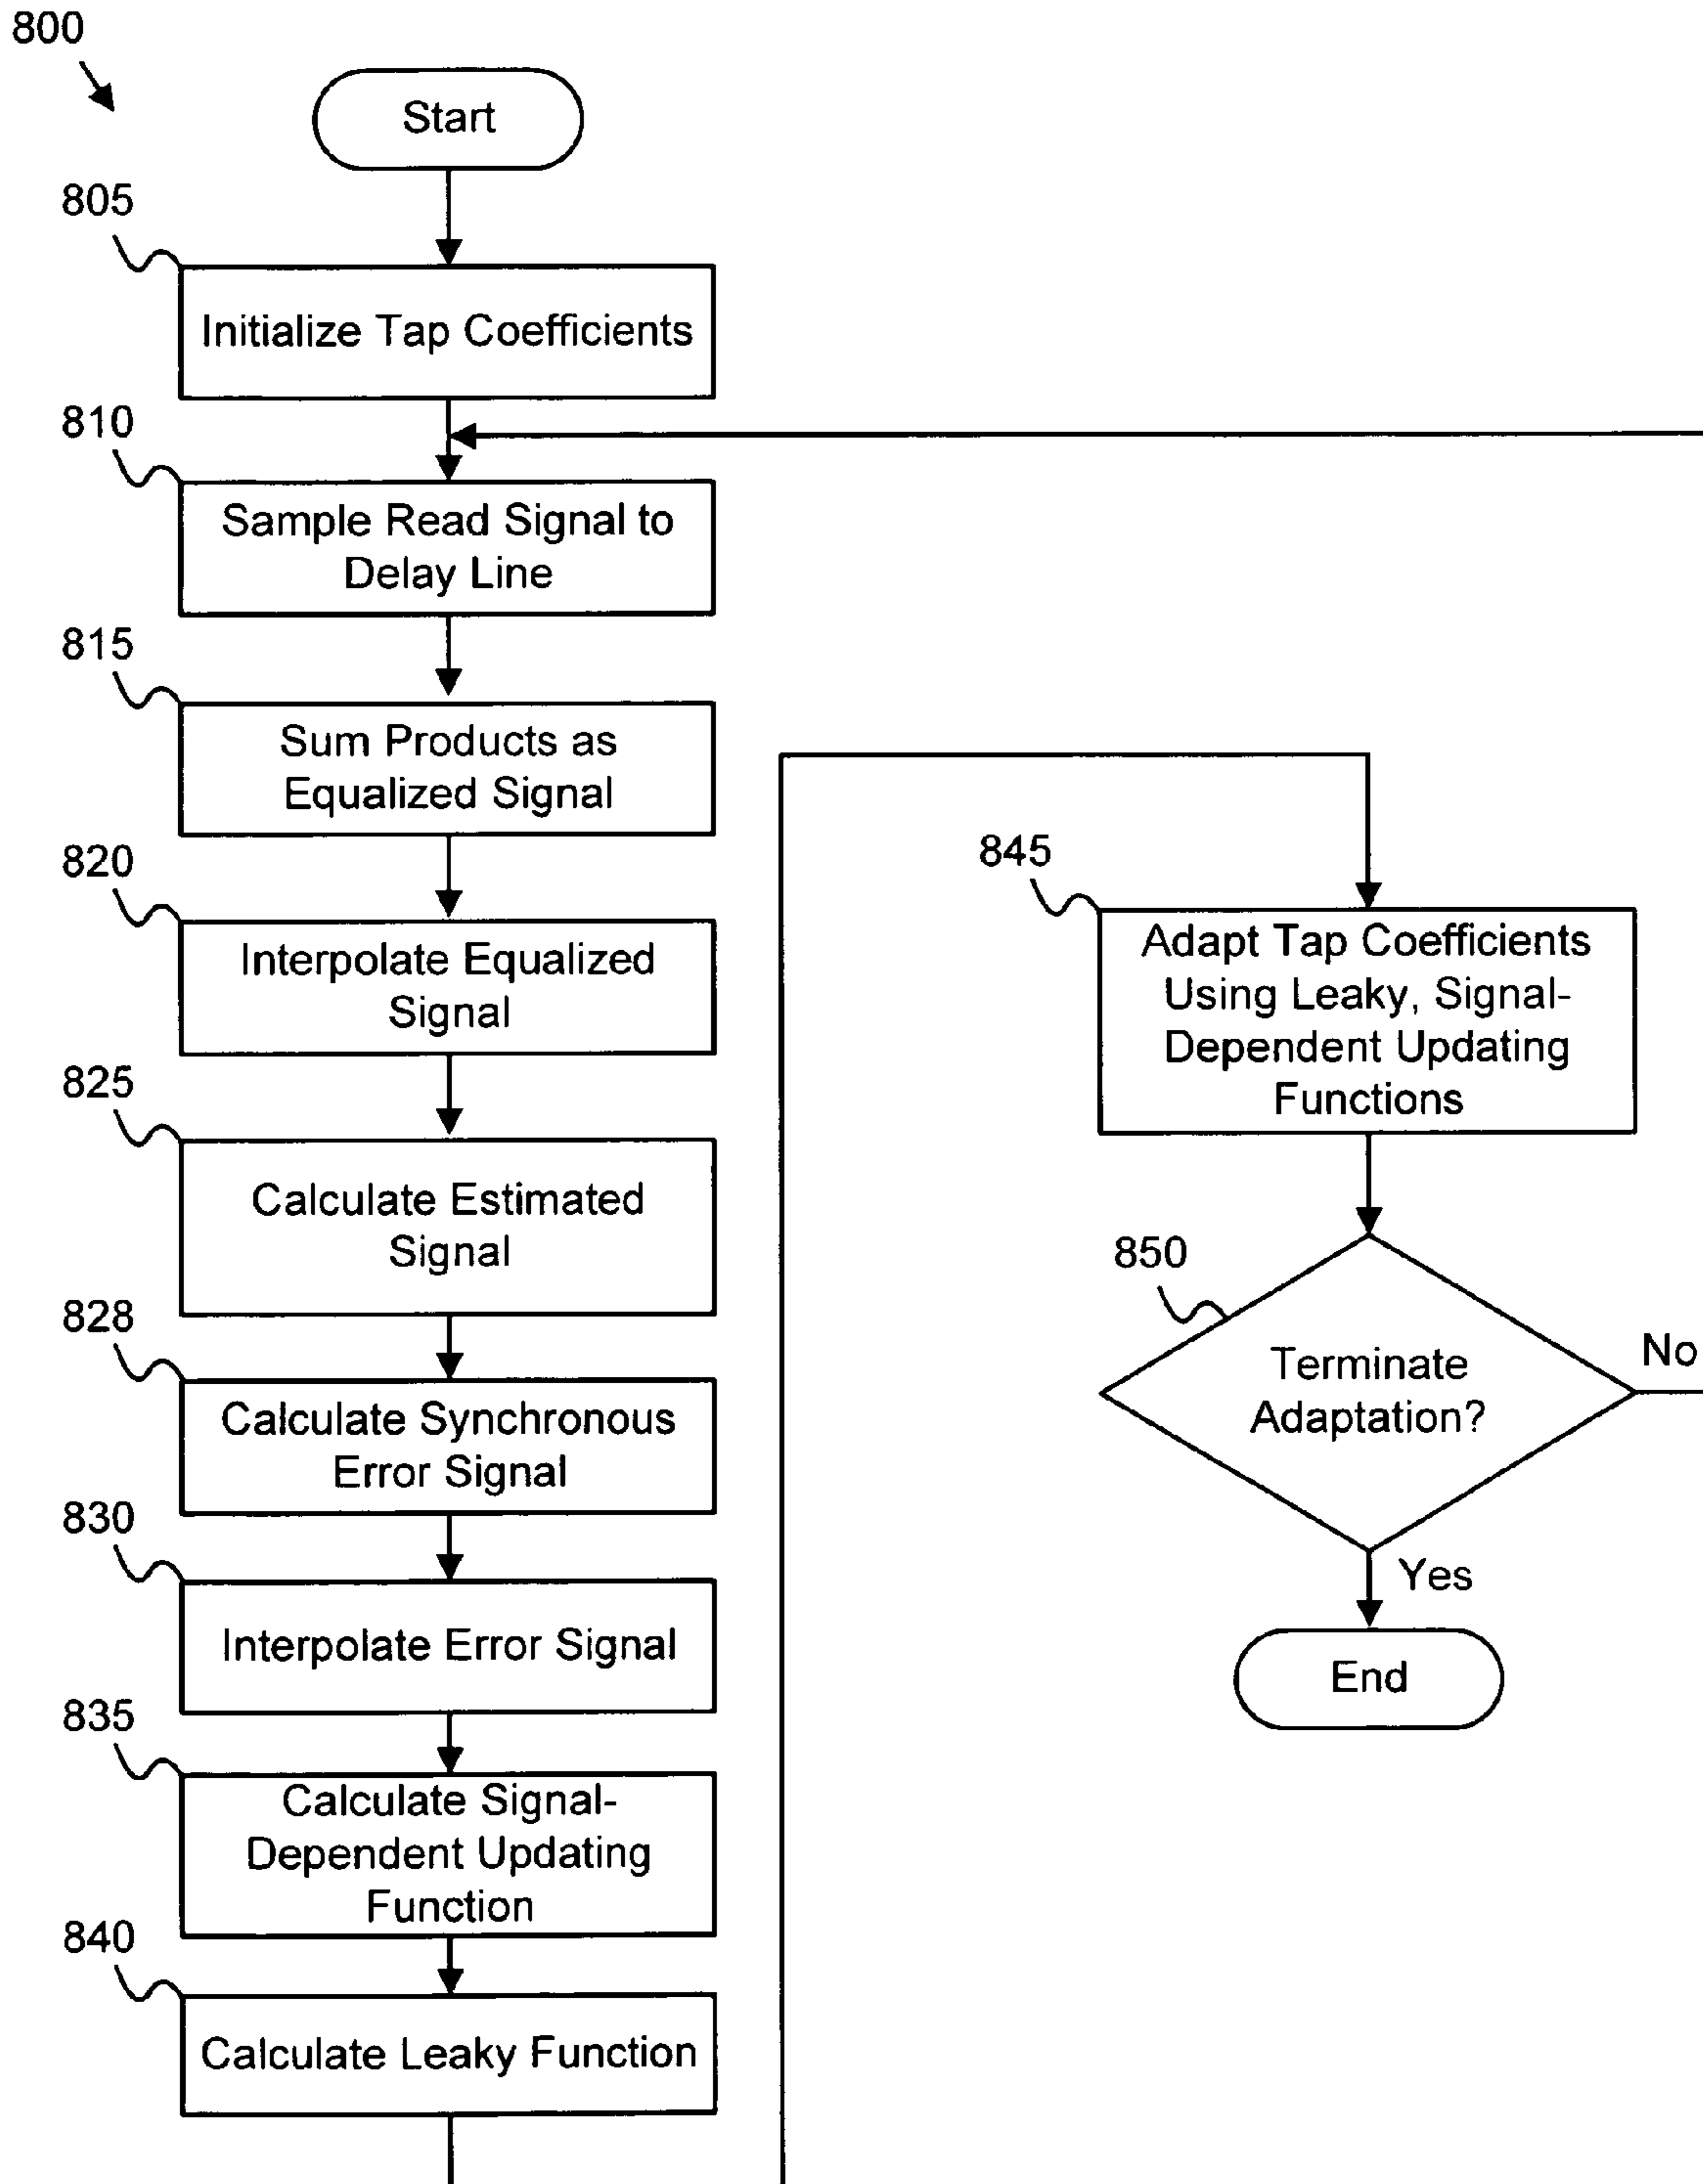 800
Start
805
Initialize Tap Coefficients
810
Sample Read Signal to
Delay Line
815
Sum Products as
Equalized Signal
820
Interpolate Equalized
Signal
825
Calculate Estimated
Signal
828
Calculate Synchronous
Error Signal
830
Interpolate Error Signal
835
Calculate Signal-
Dependent Updating
Function
840
Calculate Leaky Function
845
Adapt Tap Coefficients
Using Leaky, Signal-
Dependent Updating
Functions
850
Terminate
Adaptation?
No
Yes
End